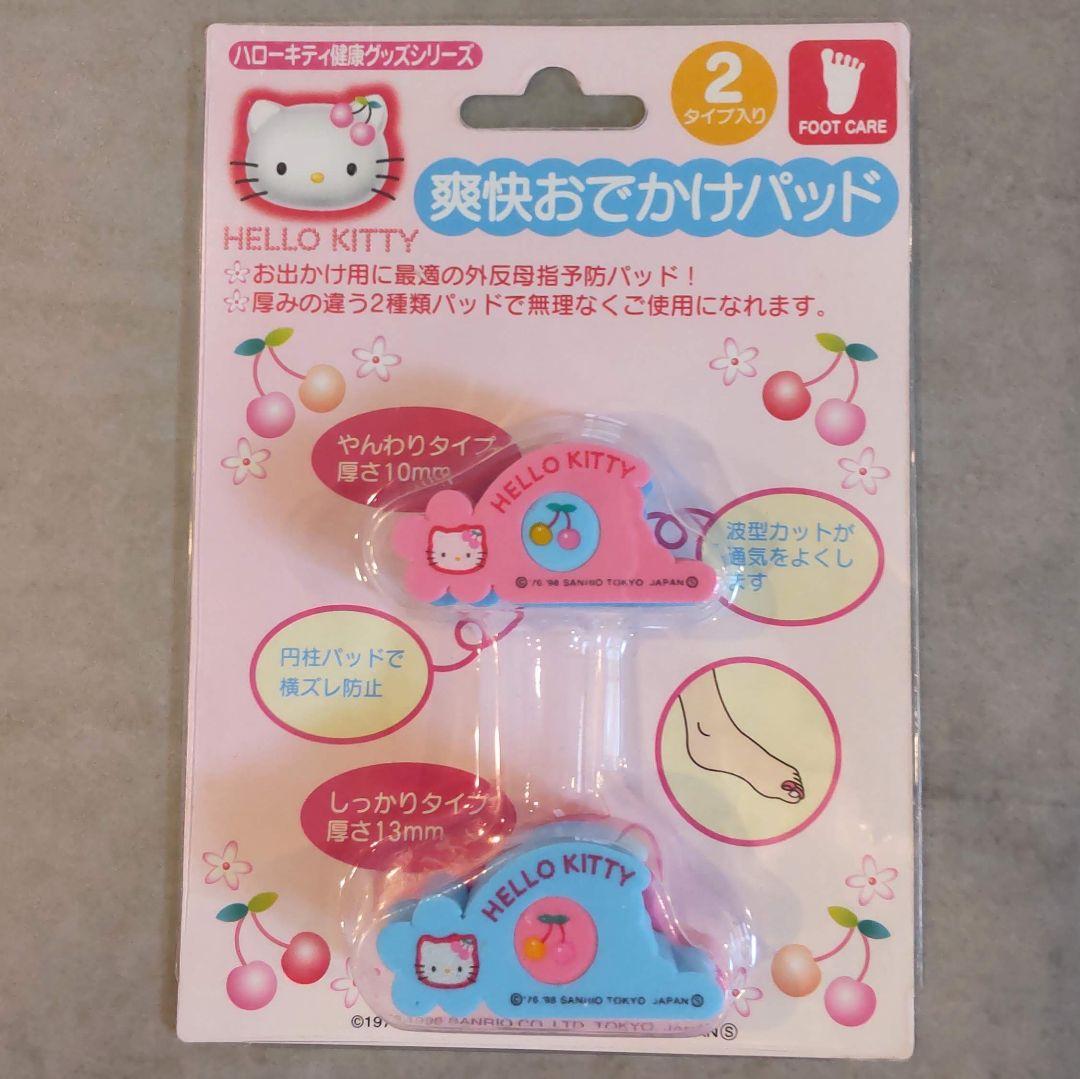 ハローキティ健康グッズシリーズ
2
タイプ入り
FOOT CARE
爽快おでかけパッド
HELLO KITTY
お出かけ用に最適の外反母指予防パッド！
厚みの違う2種類パッドで無理なくご使用になれます。
やんわりタイプ
厚さ10mm
HELLO KITTY
©'76 '98 SANRIO TOKYO JAPAN Ⓢ
波型カットが
通気をよくし
ます
円柱パッドで
横ズレ防止
しっかりタイプ
厚さ13mm
HELLO KITTY
©'76 '98 SANRIO TOKYO JAPAN Ⓢ
SANRIO CO. LTD. TOKYO